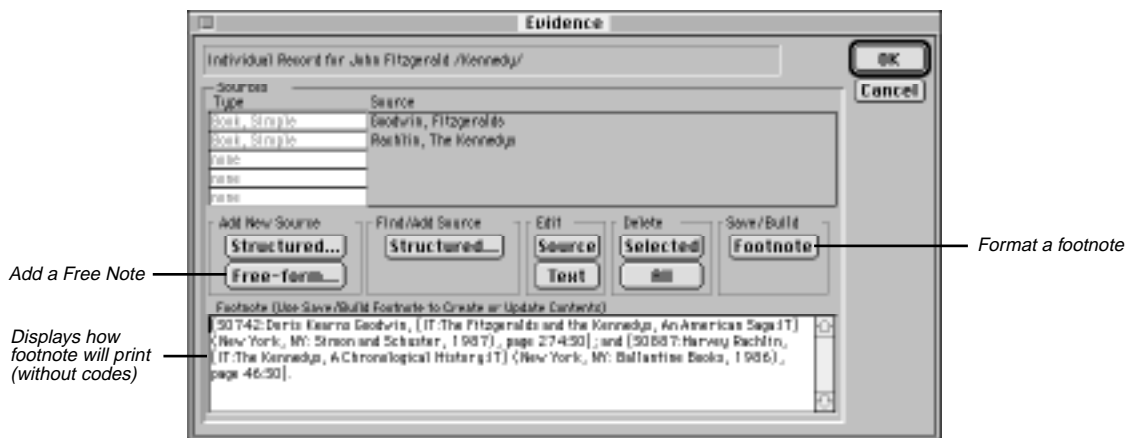 Evidence
Individual Record for John Fitzgerald /Kennedy/
OK
Cancel
Sources
Type Source
Book, Simple Goodwin, Fitzgeralds
Book, Simple Rachlin, The Kennedys
none
none
none
Add New Source Find/Add Source Edit Delete Save/Build
Structured... Structured... Source Selected Footnote
Format a footnote
Add a Free Note
Free-form... Text All
Footnote (Use Save/Build Footnote to Create or Update Contents)
Displays how
footnote will print
(without codes)
[S0742:Doris Kearns Goodwin, [IT:The Fitzgeralds and the Kennedys, An American Saga:IT]
(New York, NY: Simon and Schuster, 1987), page 274:S0]; and [S0887:Harvey Rachlin,
[IT:The Kennedys, A Chronological History:IT] (New York, NY: Ballantine Books, 1986),
page 46:S0].